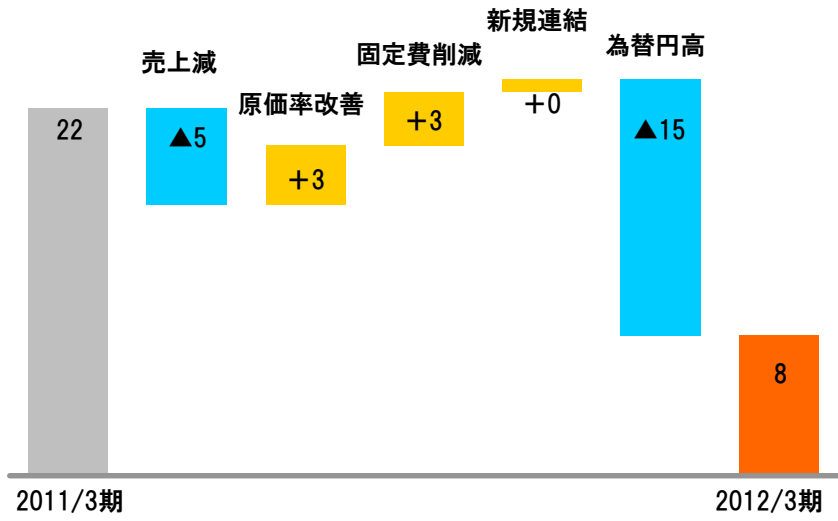 新規連結
為替円高
固定費削減
売上減
原価率改善
22
▲5
+3
+3
+0
▲15
8
2011/3期
2012/3期